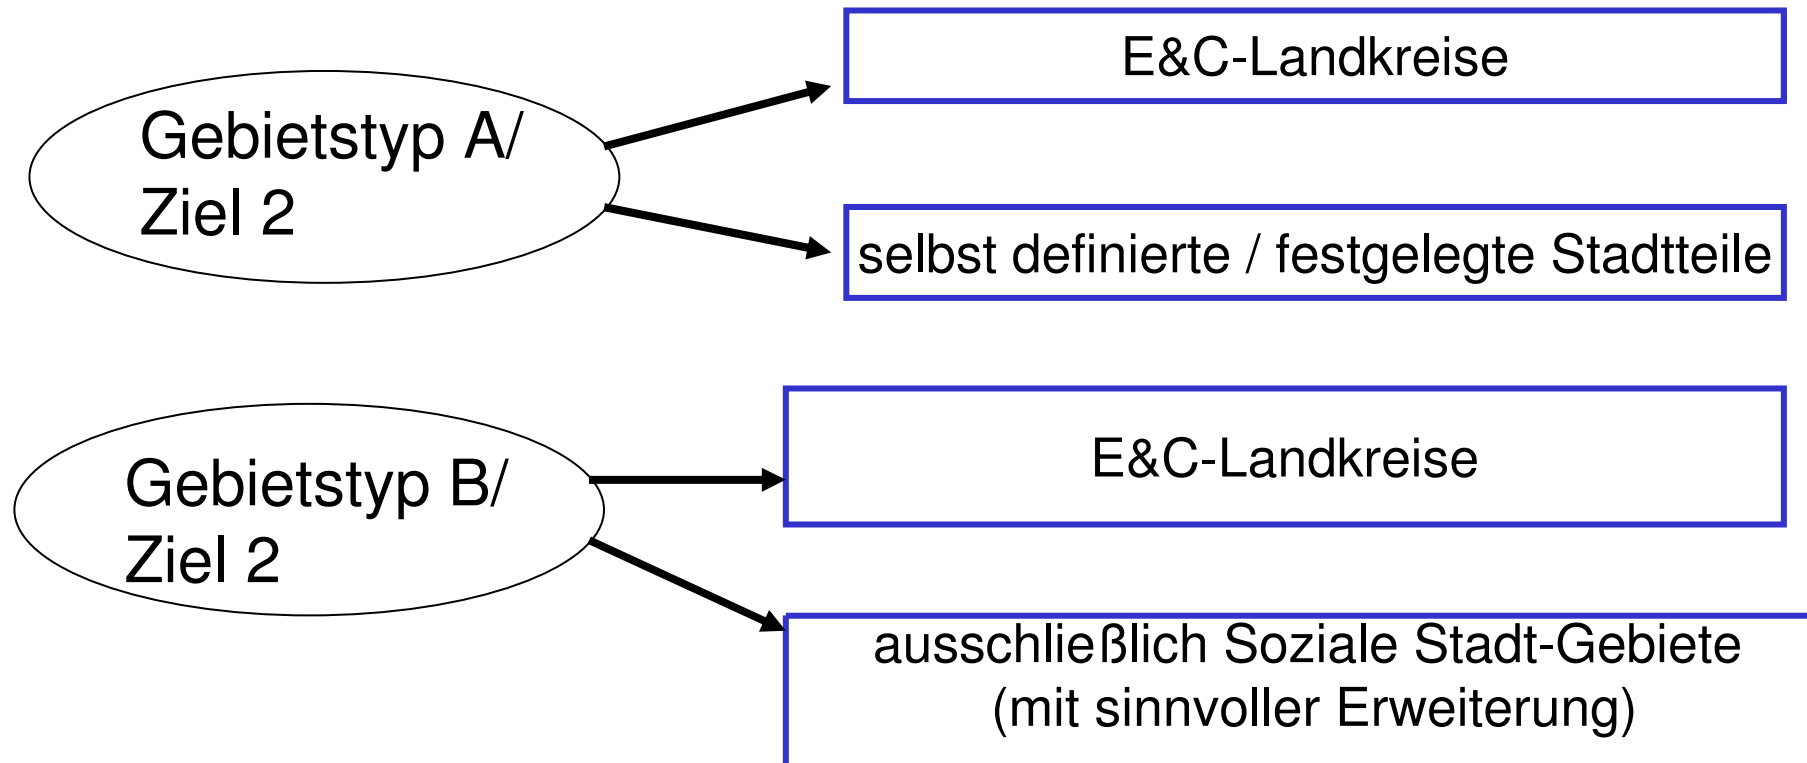 Gebietstyp A/
Ziel 2
E&C-Landkreise
selbst definierte / festgelegte Stadtteile
Gebietstyp B/
Ziel 2
E&C-Landkreise
ausschließlich Soziale Stadt-Gebiete
(mit sinnvoller Erweiterung)